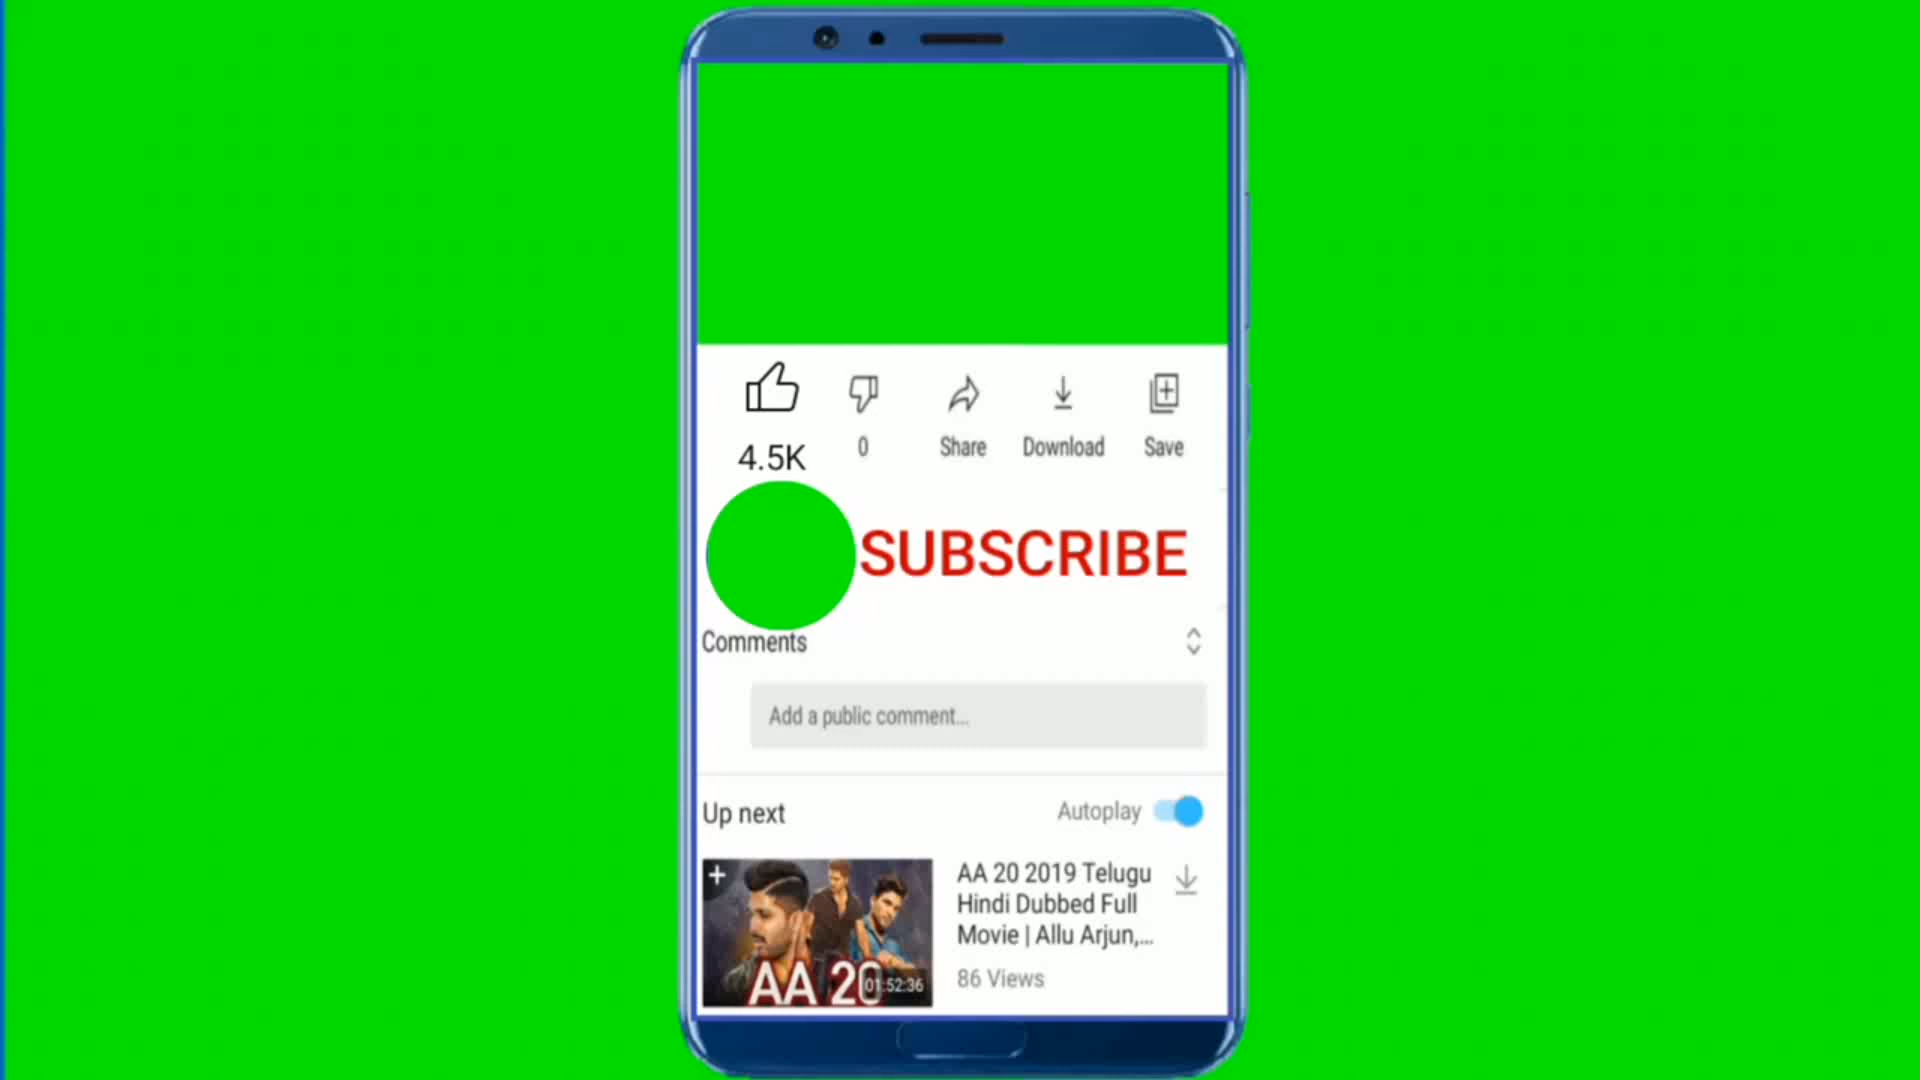 4.5K
0
Share
Download
Save
SUBSCRIBE
Comments
Add a public comment...
Up next
Autoplay
AA 20 2019 Telugu
Hindi Dubbed Full
Movie | Allu Arjun,...
86 Views
AA 20
01:52:36